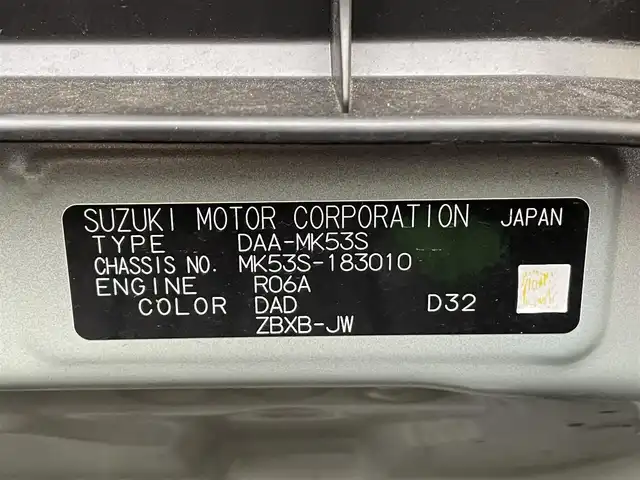 SUZUKI MOTOR CORPORATION JAPAN
TYPE DAA-MK53S
CHASSIS NO. MK53S-183010
ENGINE R06A
COLOR DAD D32
ZBXB-JW